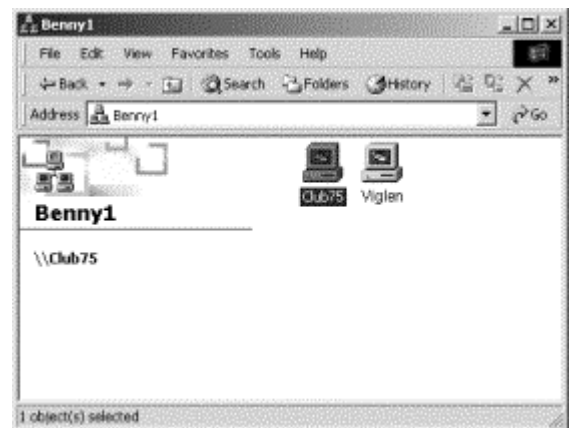 Benny1
File Edit View Favorites Tools Help
Back Search Folders History »
Address Benny1 Go
Club75 Viglen
Benny1
\\Club75
1 object(s) selected